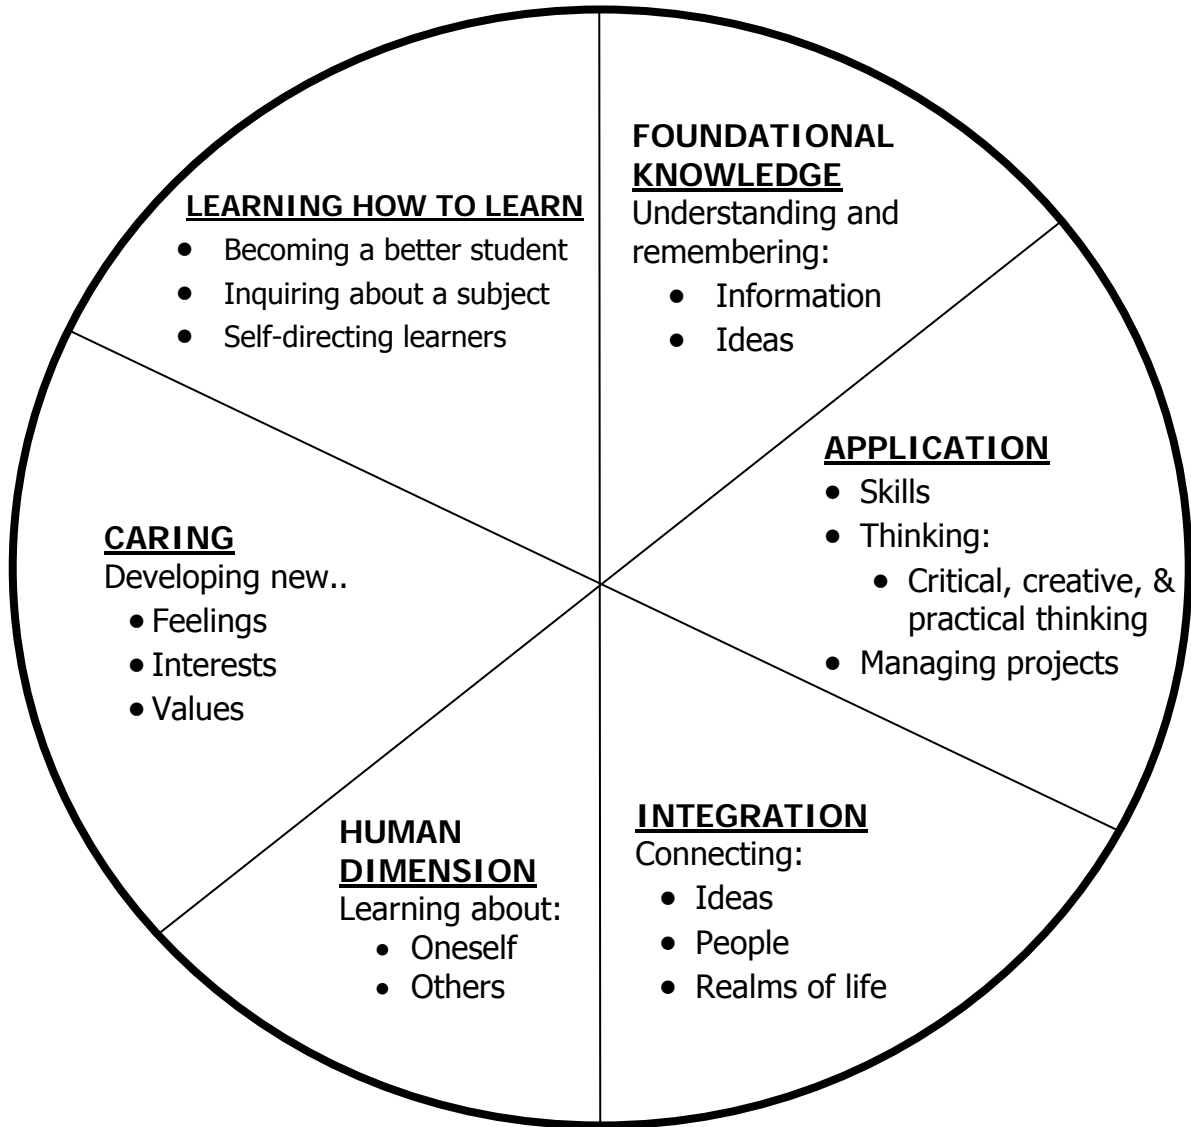 FOUNDATIONAL
KNOWLEDGE
Understanding and
remembering:
• Information
• Ideas
APPLICATION
• Skills
• Thinking:
• Critical, creative, &
practical thinking
• Managing projects
INTEGRATION
Connecting:
• Ideas
• People
• Realms of life
HUMAN
DIMENSION
Learning about:
• Oneself
• Others
CARING
Developing new..
• Feelings
• Interests
• Values
LEARNING HOW TO LEARN
• Becoming a better student
• Inquiring about a subject
• Self-directing learners